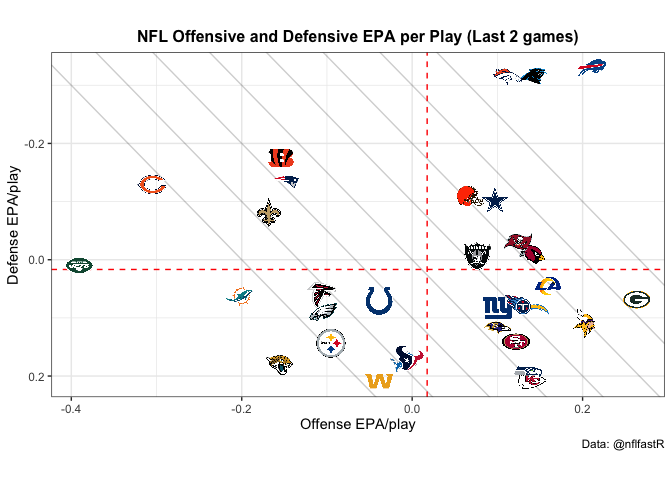 NFL Offensive and Defensive EPA per Play (Last 2 games)
-0.2
0.0
0.2
Defense EPA/play
-0.4
-0.2
0.0
0.2
Offense EPA/play
Data: @nflfastR